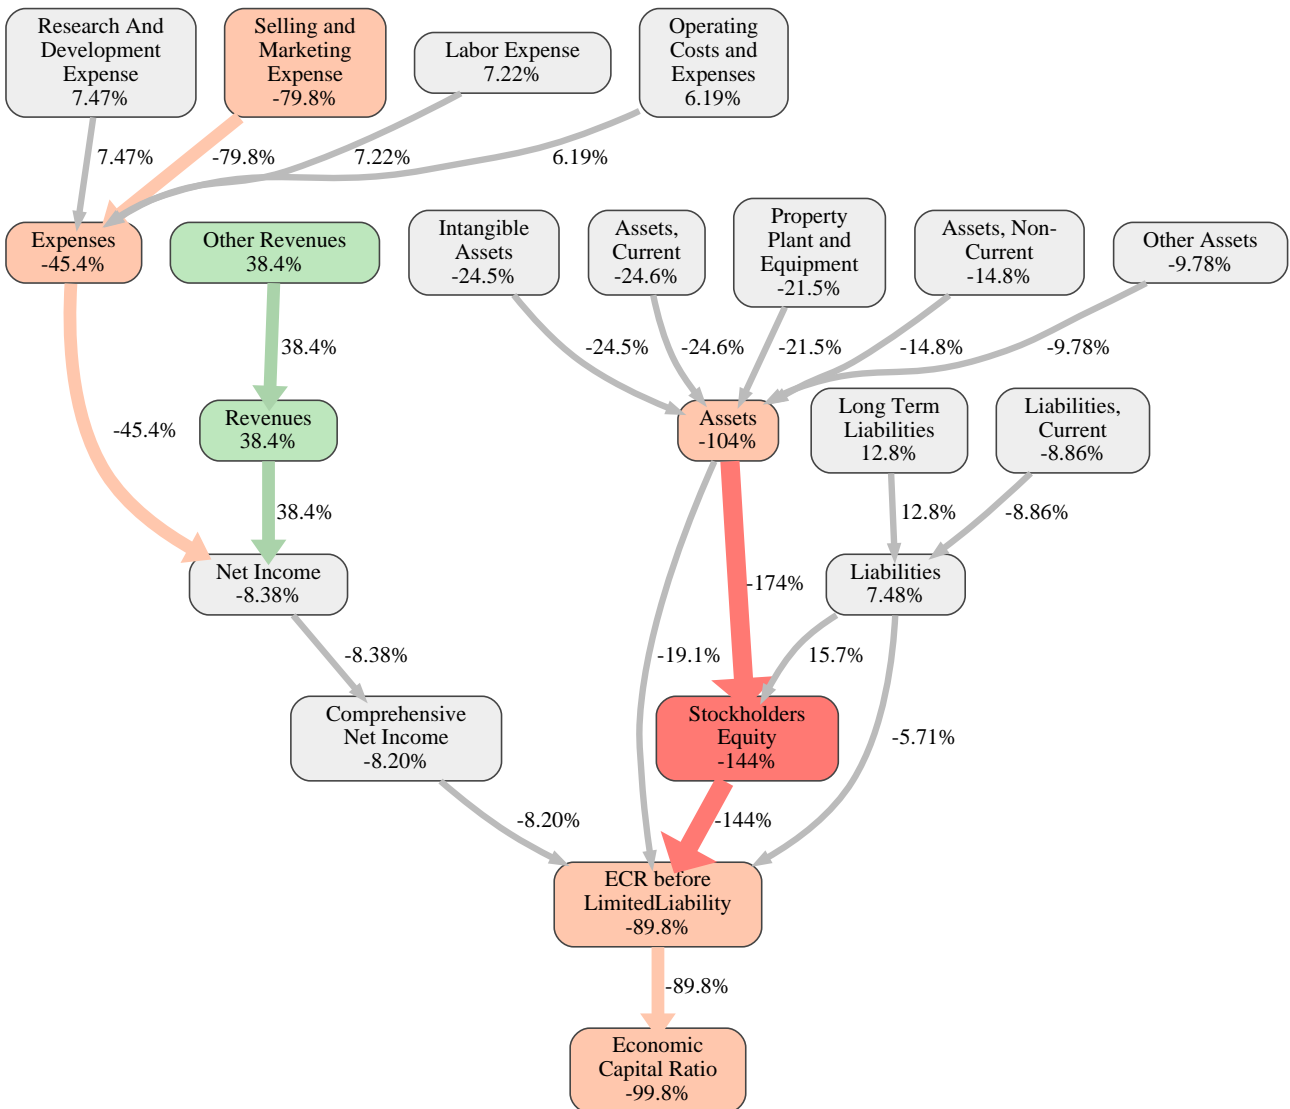 Research And
Development
Expense
7.47%
Selling and
Marketing
Expense
-79.8%
Labor Expense
7.22%
Operating
Costs and
Expenses
6.19%
7.47%
-79.8%
7.22%
6.19%
Expenses
-45.4%
Other Revenues
38.4%
Intangible
Assets
-24.5%
Assets,
Current
-24.6%
Property
Plant and
Equipment
-21.5%
Assets, Non-
Current
-14.8%
Other Assets
-9.78%
38.4%
-24.5%
-24.6%
-21.5%
-14.8%
-9.78%
-45.4%
Revenues
38.4%
Assets
-104%
Long Term
Liabilities
12.8%
Liabilities,
Current
-8.86%
38.4%
12.8%
-8.86%
Net Income
-8.38%
-174%
Liabilities
7.48%
-8.38%
-19.1%
15.7%
Comprehensive
Net Income
-8.20%
Stockholders
Equity
-144%
-5.71%
-8.20%
-144%
ECR before
LimitedLiability
-89.8%
-89.8%
Economic
Capital Ratio
-99.8%